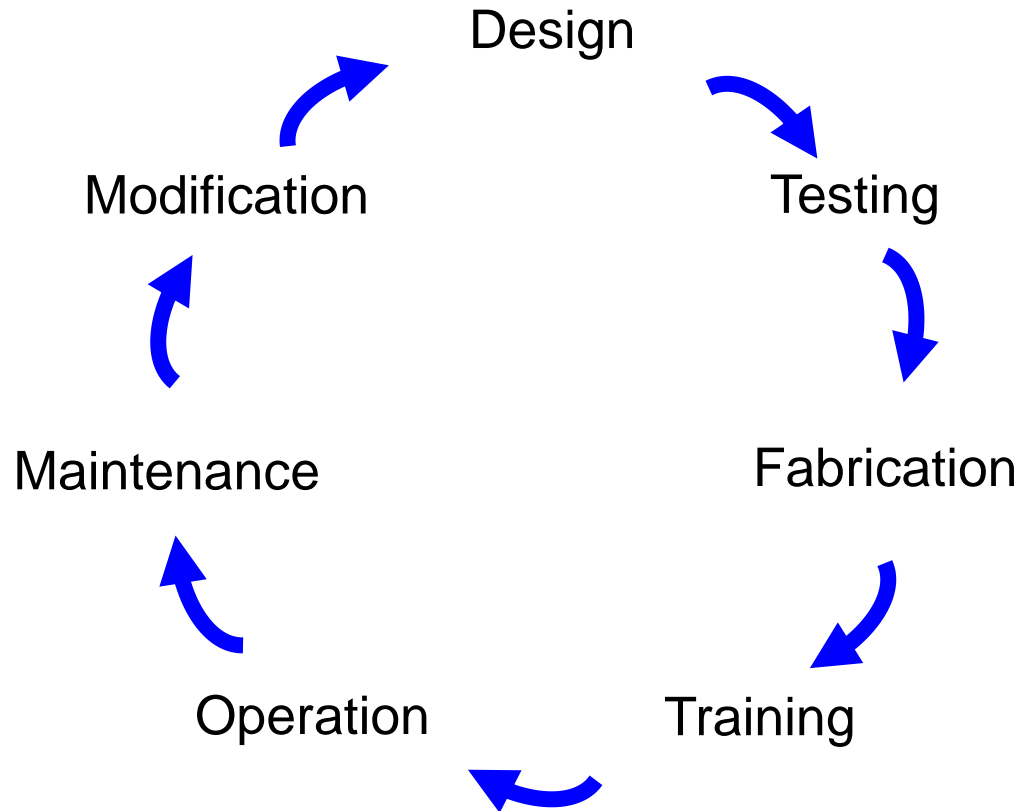 Design
Testing
Fabrication
Training
Operation
Maintenance
Modification